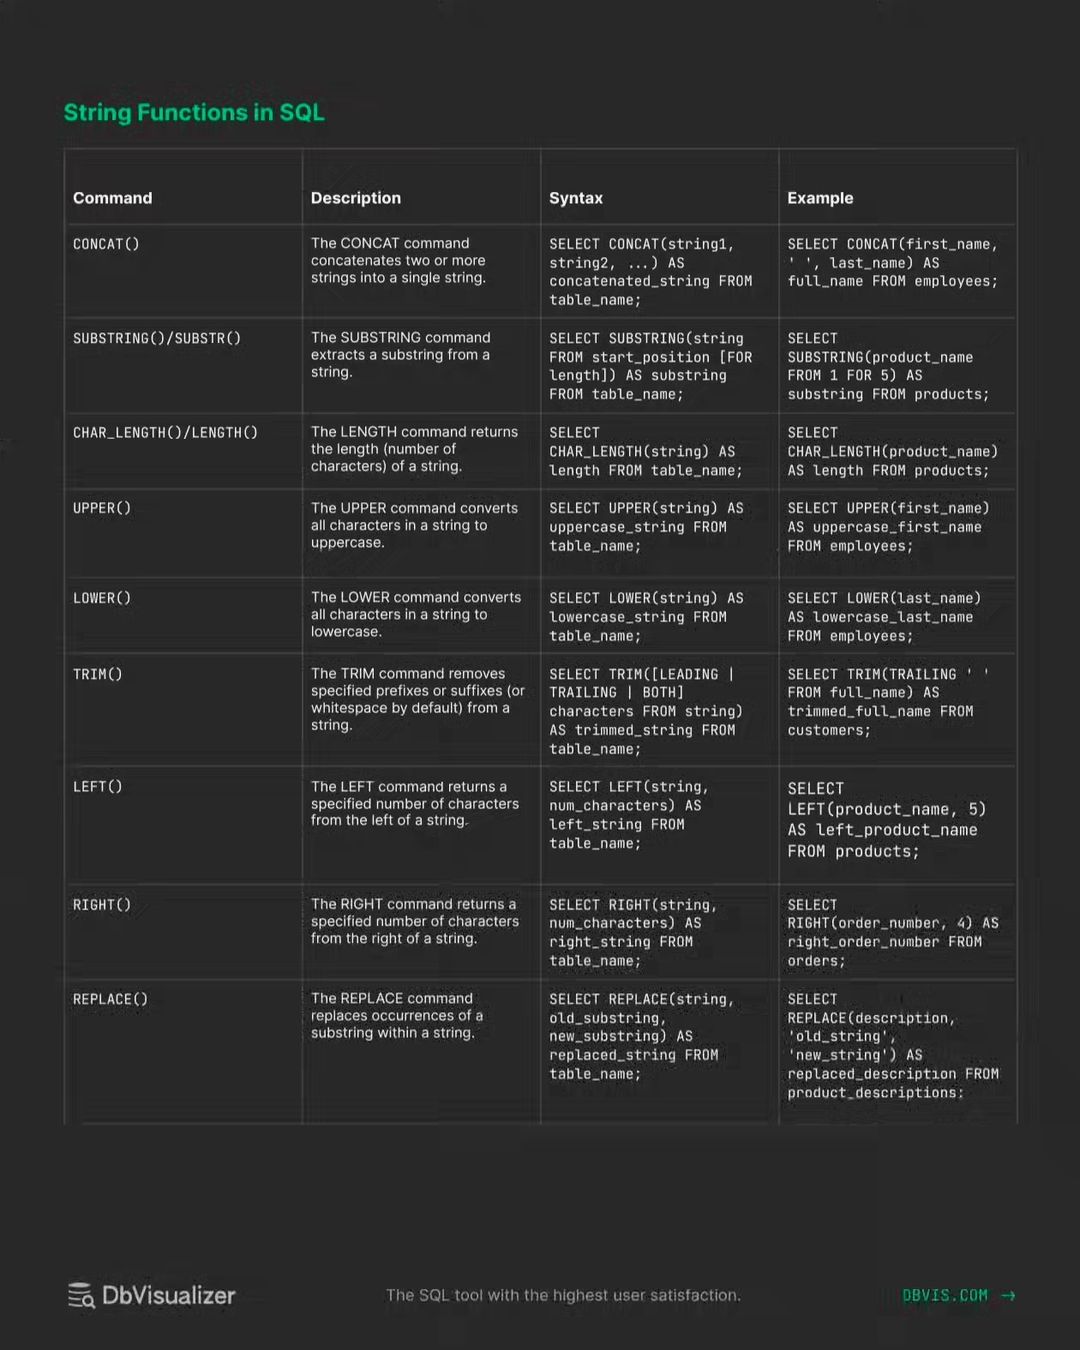 String Functions in SQL
Command
Description
Syntax
Example
CONCAT()
The CONCAT command
concatenates two or more
strings into a single string.
SELECT CONCAT(string1,
string2, ...) AS
concatenated_string FROM
table_name;
SELECT CONCAT(first_name,
' ', last_name) AS
full_name FROM employees;
SUBSTRING()/SUBSTR()
The SUBSTRING command
extracts a substring from a
string.
SELECT SUBSTRING(string
FROM start_position [FOR
length]) AS substring
FROM table_name;
SELECT
SUBSTRING(product_name
FROM 1 FOR 5) AS
substring FROM products;
CHAR_LENGTH()/LENGTH()
The LENGTH command returns
the length (number of
characters) of a string.
SELECT
CHAR_LENGTH(string) AS
length FROM table_name;
SELECT
CHAR_LENGTH(product_name)
AS length FROM products;
UPPER()
The UPPER command converts
all characters in a string to
uppercase.
SELECT UPPER(string) AS
uppercase_string FROM
table_name;
SELECT UPPER(first_name)
AS uppercase_first_name
FROM employees;
LOWER()
The LOWER command converts
all characters in a string to
lowercase.
SELECT LOWER(string) AS
lowercase_string FROM
table_name;
SELECT LOWER(last_name)
AS lowercase_last_name
FROM employees;
TRIM()
The TRIM command removes
specified prefixes or suffixes (or
whitespace by default) from a
string.
SELECT TRIM([LEADING |
TRAILING | BOTH]
characters FROM string)
AS trimmed_string FROM
table_name;
SELECT TRIM(TRAILING ' '
FROM full_name) AS
trimmed_full_name FROM
customers;
LEFT()
The LEFT command returns a
specified number of characters
from the left of a string.
SELECT LEFT(string,
num_characters) AS
left_string FROM
table_name;
SELECT
LEFT(product_name, 5)
AS left_product_name
FROM products;
RIGHT()
The RIGHT command returns a
specified number of characters
from the right of a string.
SELECT RIGHT(string,
num_characters) AS
right_string FROM
table_name;
SELECT
RIGHT(order_number, 4) AS
right_order_number FROM
orders;
REPLACE()
The REPLACE command
replaces occurrences of a
substring within a string.
SELECT REPLACE(string,
old_substring,
new_substring) AS
replaced_string FROM
table_name;
SELECT
REPLACE(description,
'old_string',
'new_string') AS
replaced_description FROM
product_descriptions;
DbVisualizer
The SQL tool with the highest user satisfaction.
DBVIS.COM →